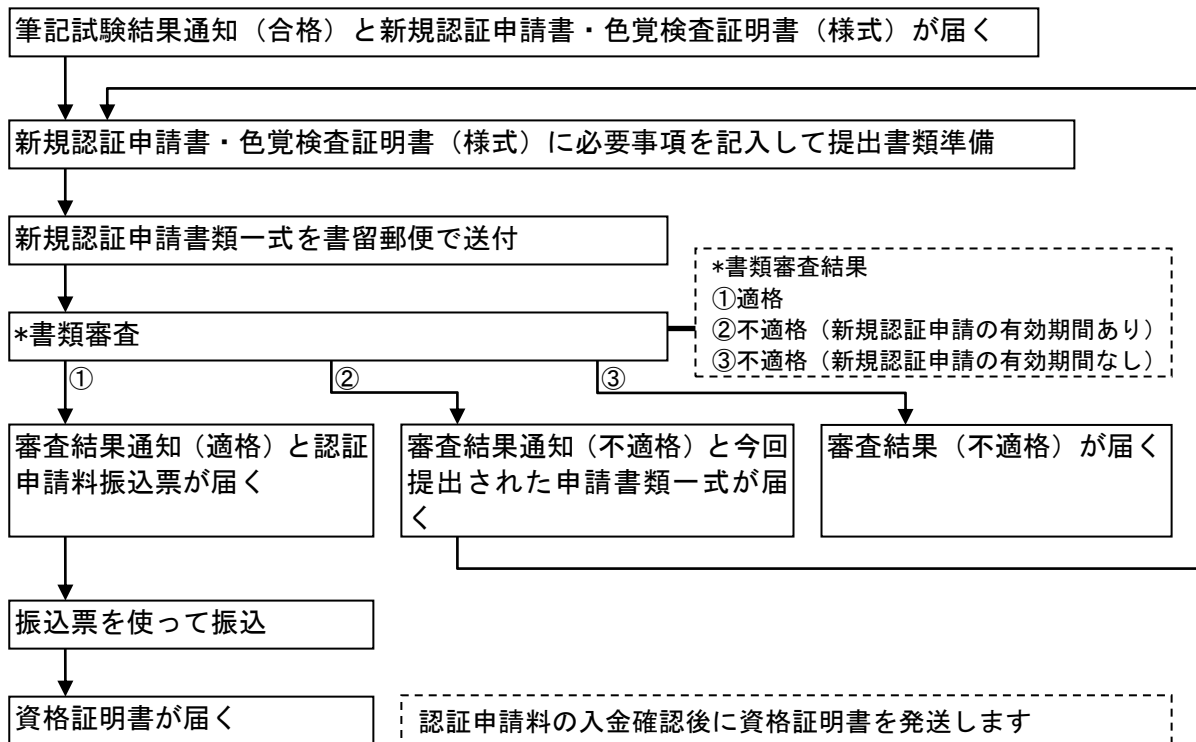 筆記試験結果通知（合格）と新規認証申請書・色覚検査証明書（様式）が届く
新規認証申請書・色覚検査証明書（様式）に必要事項を記入して提出書類準備
新規認証申請書類一式を書留郵便で送付
*書類審査結果
①適格
②不適格（新規認証申請の有効期間あり）
③不適格（新規認証申請の有効期間なし）
*書類審査
①
②
③
審査結果通知（適格）と認証
申請料振込票が届く
審査結果通知（不適格）と今回
提出された申請書類一式が届
く
審査結果（不適格）が届く
振込票を使って振込
資格証明書が届く
認証申請料の入金確認後に資格証明書を発送します